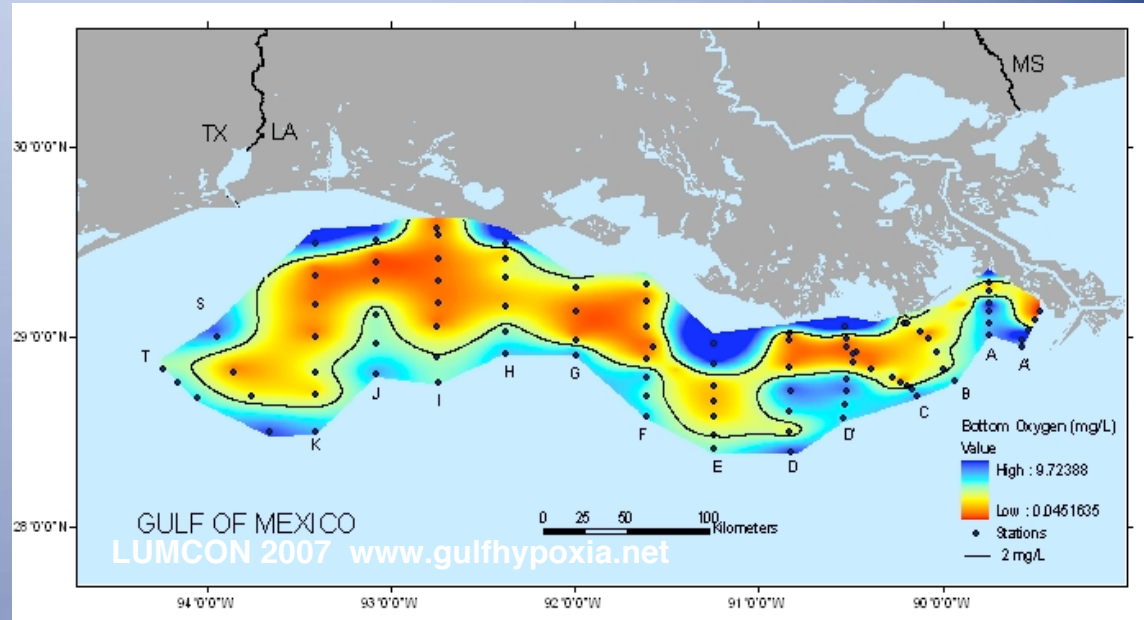 MS
TX LA
30°0'0"N
S
29°0'0"N
T
A A'
J I H G
B
C
K F D'
E D
Bottom Oxygen (mg/L)
Value
High : 9.72388
Low : 0.0451635
Stations
2 mg/L
28°0'0"N
GULF OF MEXICO
0 25 50 100
Kilometers
LUMCON 2007 www.gulfhypoxia.net
94°0'0"W 93°0'0"W 92°0'0"W 91°0'0"W 90°0'0"W